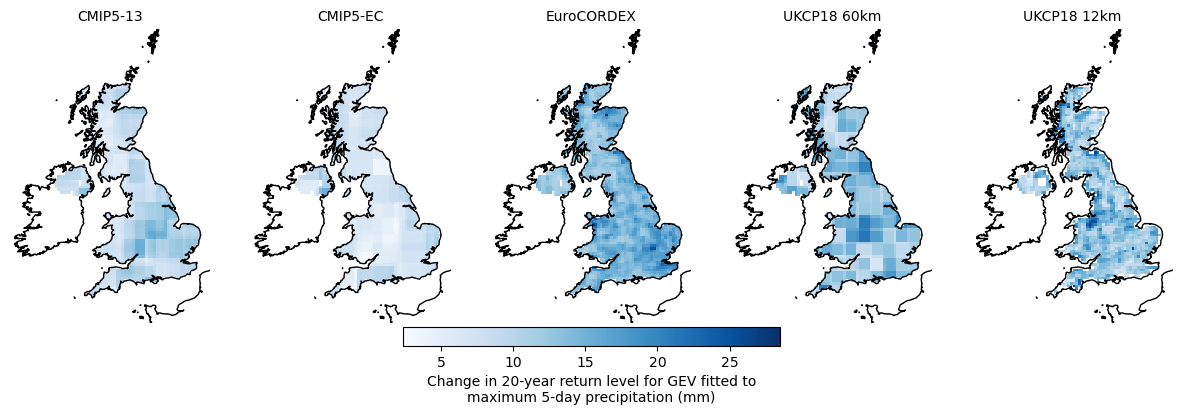 CMIP5-13
CMIP5-EC
EuroCORDEX
UKCP18 60km
UKCP18 12km
5
10
15
20
25
Change in 20-year return level for GEV fitted to
maximum 5-day precipitation (mm)